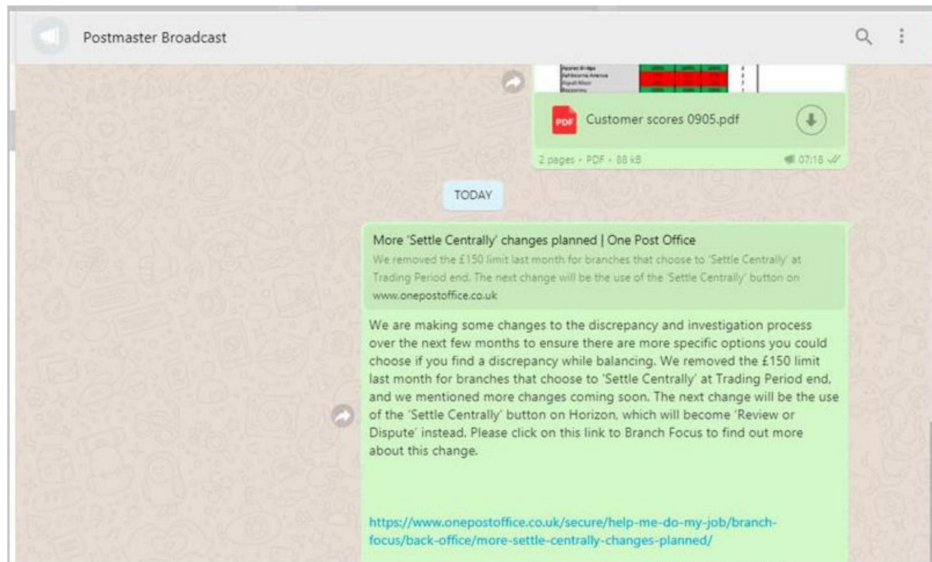 Postmaster Broadcast
PDF
Customer scores 0905.pdf
2 pages • PDF • 88 kB
07:18
TODAY
More 'Settle Centrally' changes planned | One Post Office
We removed the £150 limit last month for branches that choose to 'Settle Centrally' at
Trading Period end. The next change will be the use of the 'Settle Centrally' button on
www.onepostoffice.co.uk
We are making some changes to the discrepancy and investigation process
over the next few months to ensure there are more specific options you could
choose if you find a discrepancy while balancing. We removed the £150 limit
last month for branches that choose to 'Settle Centrally' at Trading Period end,
and we mentioned more changes coming soon. The next change will be the use
of the 'Settle Centrally' button on Horizon, which will become 'Review or
Dispute' instead. Please click on this link to Branch Focus to find out more
about this change.
https://www.onepostoffice.co.uk/secure/help-me-do-my-job/branch-
focus/back-office/more-settle-centrally-changes-planned/